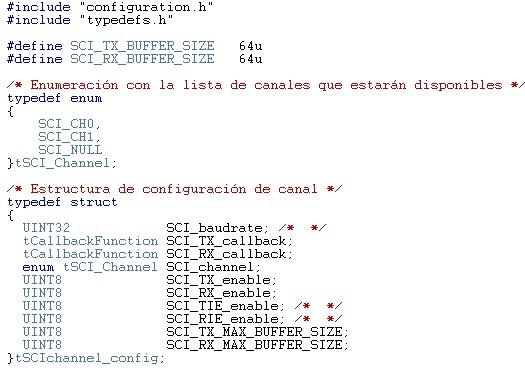 #include "configuration.h"
#include "typedefs.h"
#define SCI_TX_BUFFER_SIZE 64u
#define SCI_RX_BUFFER_SIZE 64u
/* Enumeración con la lista de canales que estarán disponibles */
typedef enum
{
SCI_CH0,
SCI_CH1,
SCI_NULL
}tSCI_Channel;
/* Estructura de configuración de canal */
typedef struct
{
UINT32 SCI_baudrate; /* */
tCallbackFunction SCI_TX_callback;
tCallbackFunction SCI_RX_callback;
enum tSCI_Channel SCI_channel;
UINT8 SCI_TX_enable;
UINT8 SCI_RX_enable;
UINT8 SCI_TIE_enable; /* */
UINT8 SCI_RIE_enable; /* */
UINT8 SCI_TX_MAX_BUFFER_SIZE;
UINT8 SCI_RX_MAX_BUFFER_SIZE;
}tSCIchannel_config;